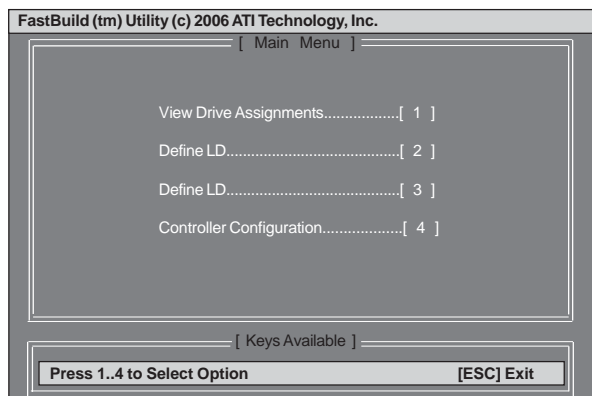 FastBuild (tm) Utility (c) 2006 ATI Technology, Inc.
[ Main Menu ]
View Drive Assignments..................[ 1 ]
Define LD..........................................[ 2 ]
Define LD..........................................[ 3 ]
Controller Configuration...................[ 4 ]
[ Keys Available ]
Press 1..4 to Select Option [ESC] Exit